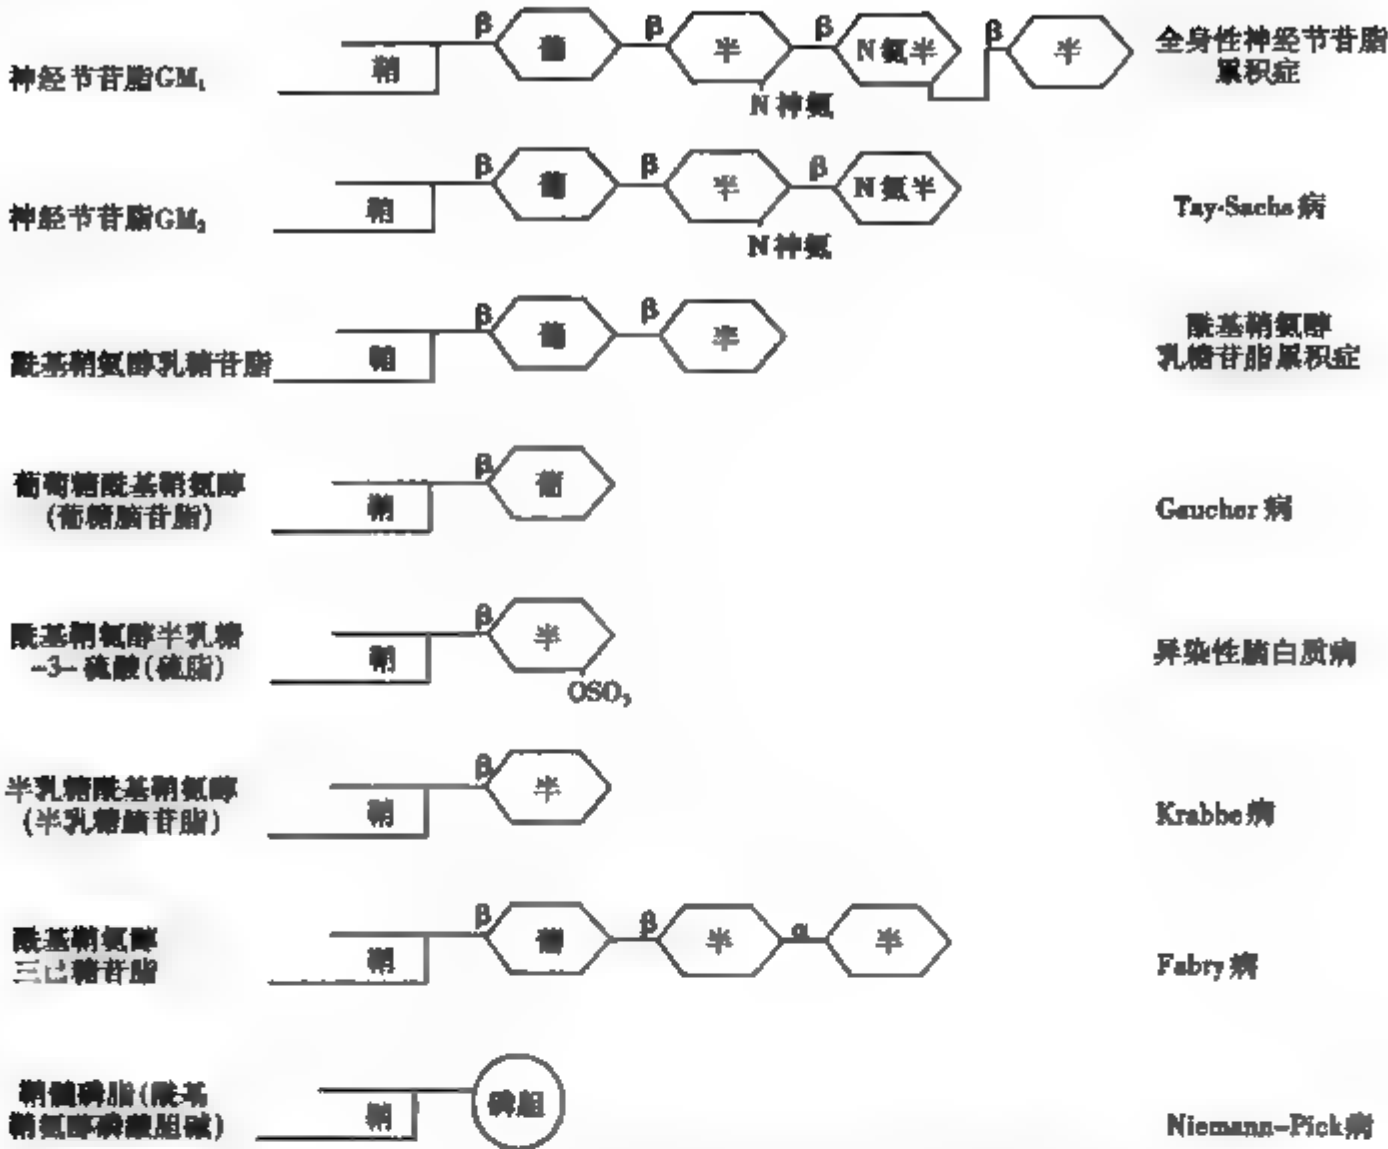 β
β
β
β
葡
半
N氨半
半
全身性神经节苷脂
累积症
鞘
神经节苷脂GM₁
N神氨
β
β
β
葡
半
N氨半
鞘
神经节苷脂GM₂
Tay-Sachs病
N神氨
β
β
葡
半
酰基鞘氨醇
乳糖苷脂累积症
鞘
酰基鞘氨醇乳糖苷脂
β
葡
葡萄糖酰基鞘氨醇
(葡糖脑苷脂)
鞘
Gaucher病
β
半
酰基鞘氨醇半乳糖
-3-硫酸(硫脂)
鞘
异染性脑白质病
OSO₃
β
半
半乳糖酰基鞘氨醇
(半乳糖脑苷脂)
鞘
Krabbe病
β
β
α
葡
半
半
酰基鞘氨醇
三己糖苷脂
鞘
Fabry病
磷胆
鞘髓磷脂(酰基
鞘氨醇磷酸胆碱)
鞘
Niemann-Pick病